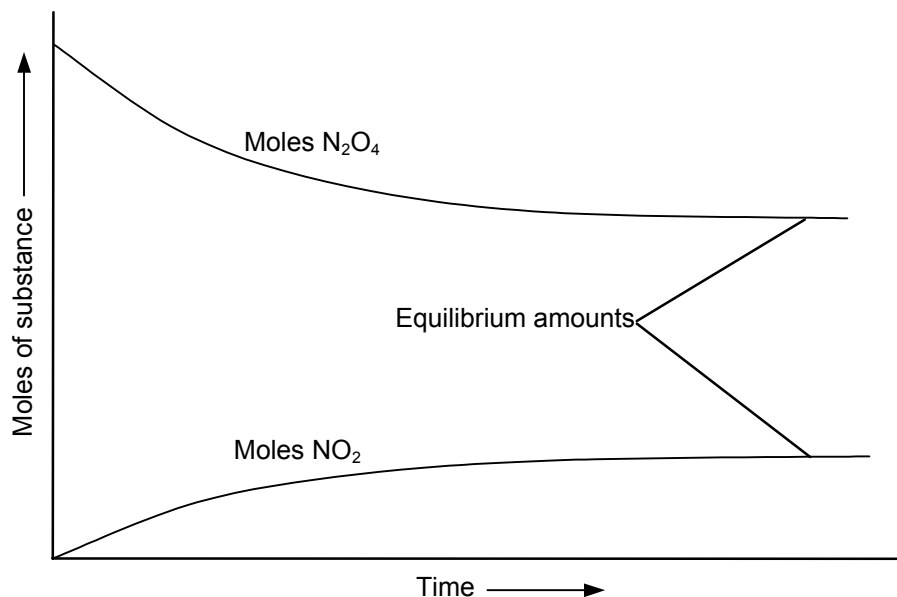 Moles of substance
Moles N₂O₄
Equilibrium amounts
Moles NO₂
Time